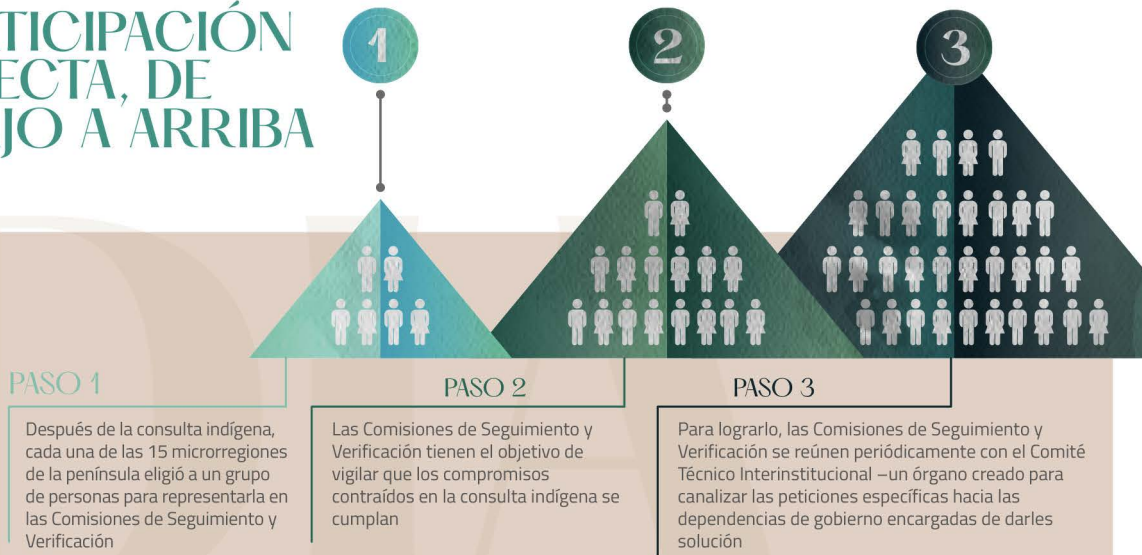 TICIPACIÓN
ECTA, DE
JO A ARRIBA
1
2
3
PASO 1
Después de la consulta indígena,
cada una de las 15 microrregiones
de la península eligió a un grupo
de personas para representarla en
las Comisiones de Seguimiento y
Verificación
PASO 2
Las Comisiones de Seguimiento y
Verificación tienen el objetivo de
vigilar que los compromisos
contraídos en la consulta indígena se
cumplan
PASO 3
Para lograrlo, las Comisiones de Seguimiento y
Verificación se reúnen periódicamente con el Comité
Técnico Interinstitucional –un órgano creado para
canalizar las peticiones específicas hacia las
dependencias de gobierno encargadas de darles
solución